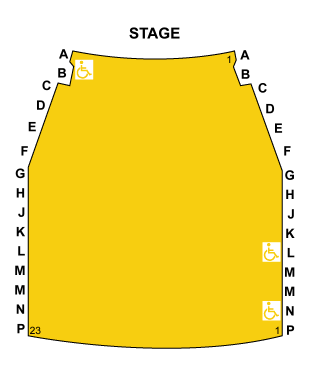 STAGE
A 1 A
B B
C C
D D
E E
F F
G G
H H
J J
K K
L L
M M
M M
N N
P 23 1 P